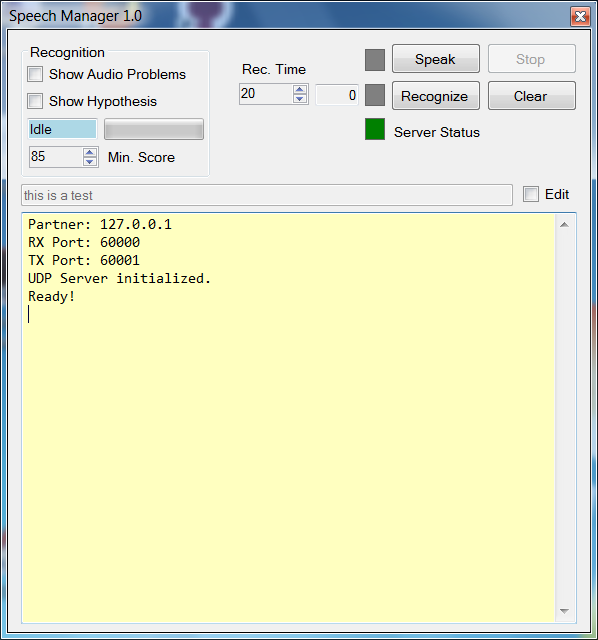 Speech Manager 1.0
Recognition
Show Audio Problems
Show Hypothesis
Idle
85 Min. Score
Rec. Time
20 0
Speak Stop
Recognize Clear
Server Status
this is a test Edit
Partner: 127.0.0.1
RX Port: 60000
TX Port: 60001
UDP Server initialized.
Ready!